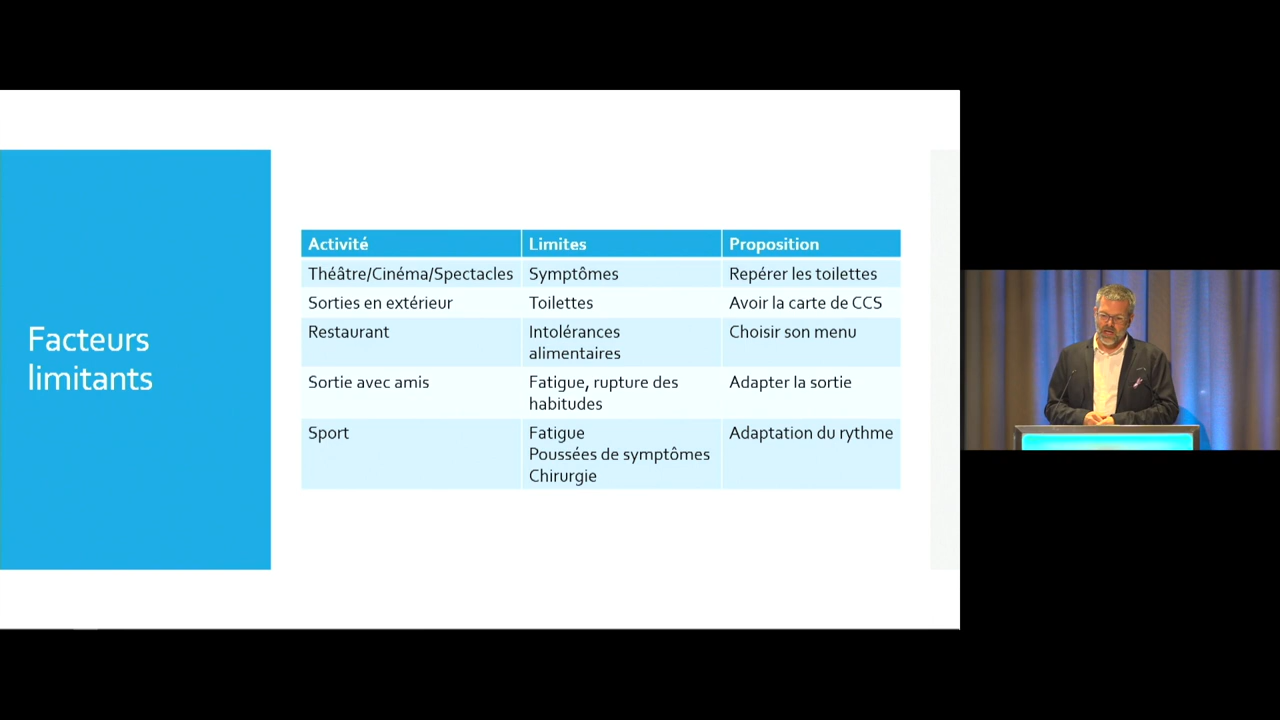 Facteurs
limitants
Activité Limites Proposition
Théâtre/Cinéma/Spectacles Symptômes Repérer les toilettes
Sorties en extérieur Toilettes Avoir la carte de CCS
Restaurant Intolérances
alimentaires Choisir son menu
Sortie avec amis Fatigue, rupture des
habitudes Adapter la sortie
Sport Fatigue
Poussées de symptômes
Chirurgie Adaptation du rythme